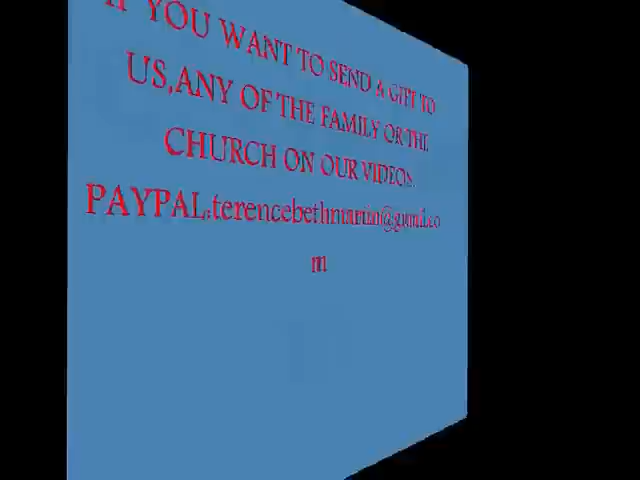 IF YOU WANT TO SEND A GIFT TO
US,ANY OF THE FAMILY OR THE
CHURCH ON OUR VIDEOS.
PAYPAL:terencebethmartin@gmail.co
m